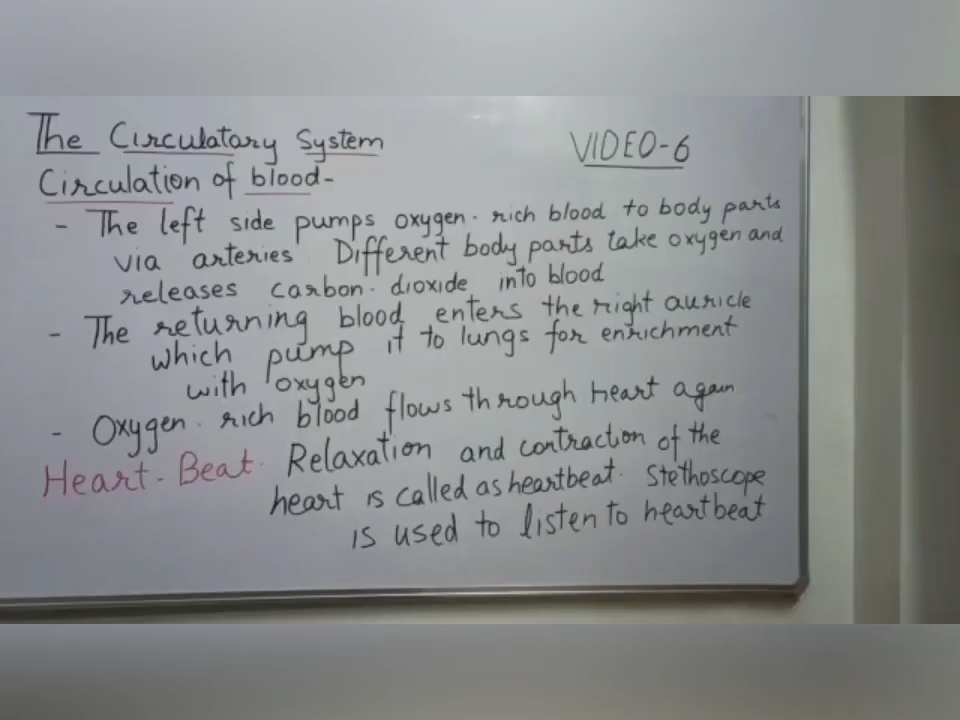 The Circulatary System
VIDEO-6
Circulation of blood-
- The left side pumps oxygen-rich blood to body parts
via arteries. Different body parts take oxygen and
releases carbon-dioxide into blood
- The returning blood enters the right auricle
which pump it to lungs for enrichment
with oxygen
- Oxygen-rich blood flows through heart again
Heart-Beat. Relaxation and contraction of the
heart is called as heartbeat. Stethoscope
is used to listen to heartbeat